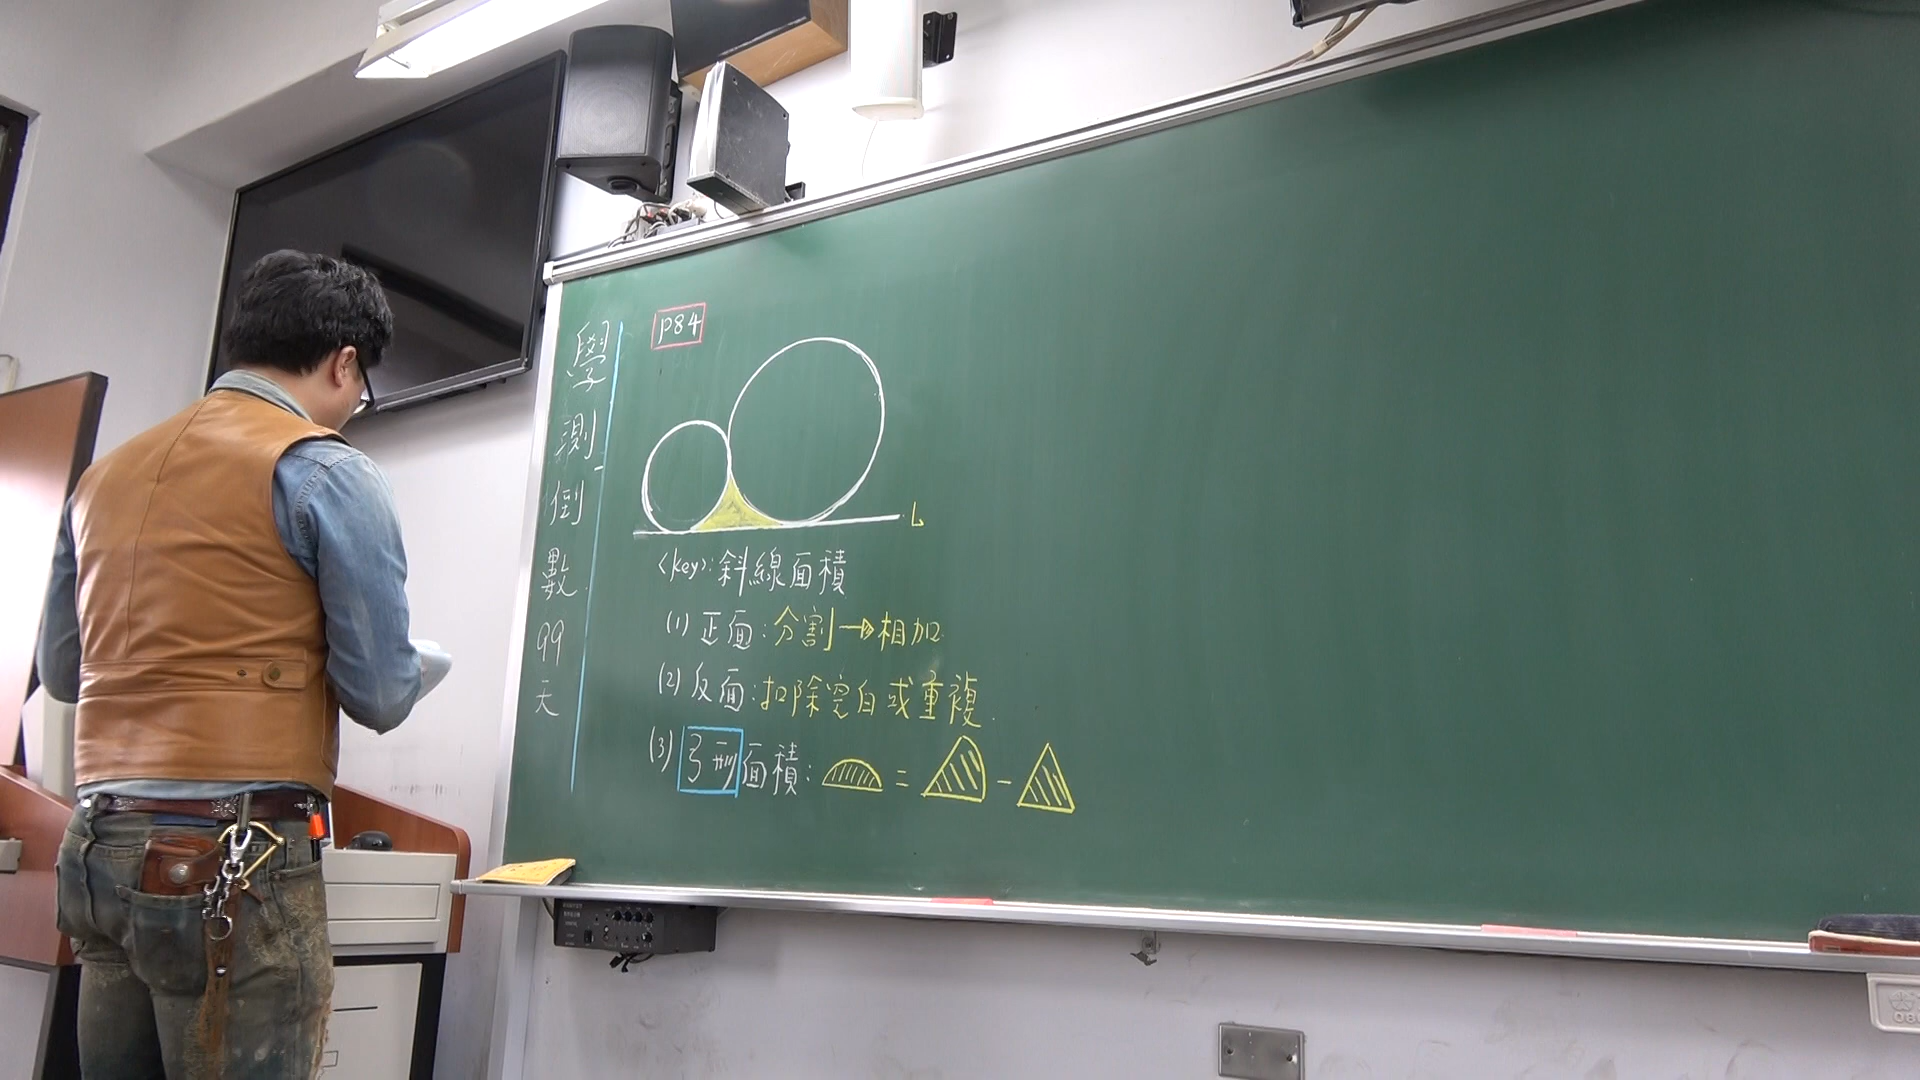 學測倒數99天
P84
L
<key>:斜線面積
(1) 正面:分割→相加
(2) 反面:扣除空白或重複.
(3) 弓形面積: = -